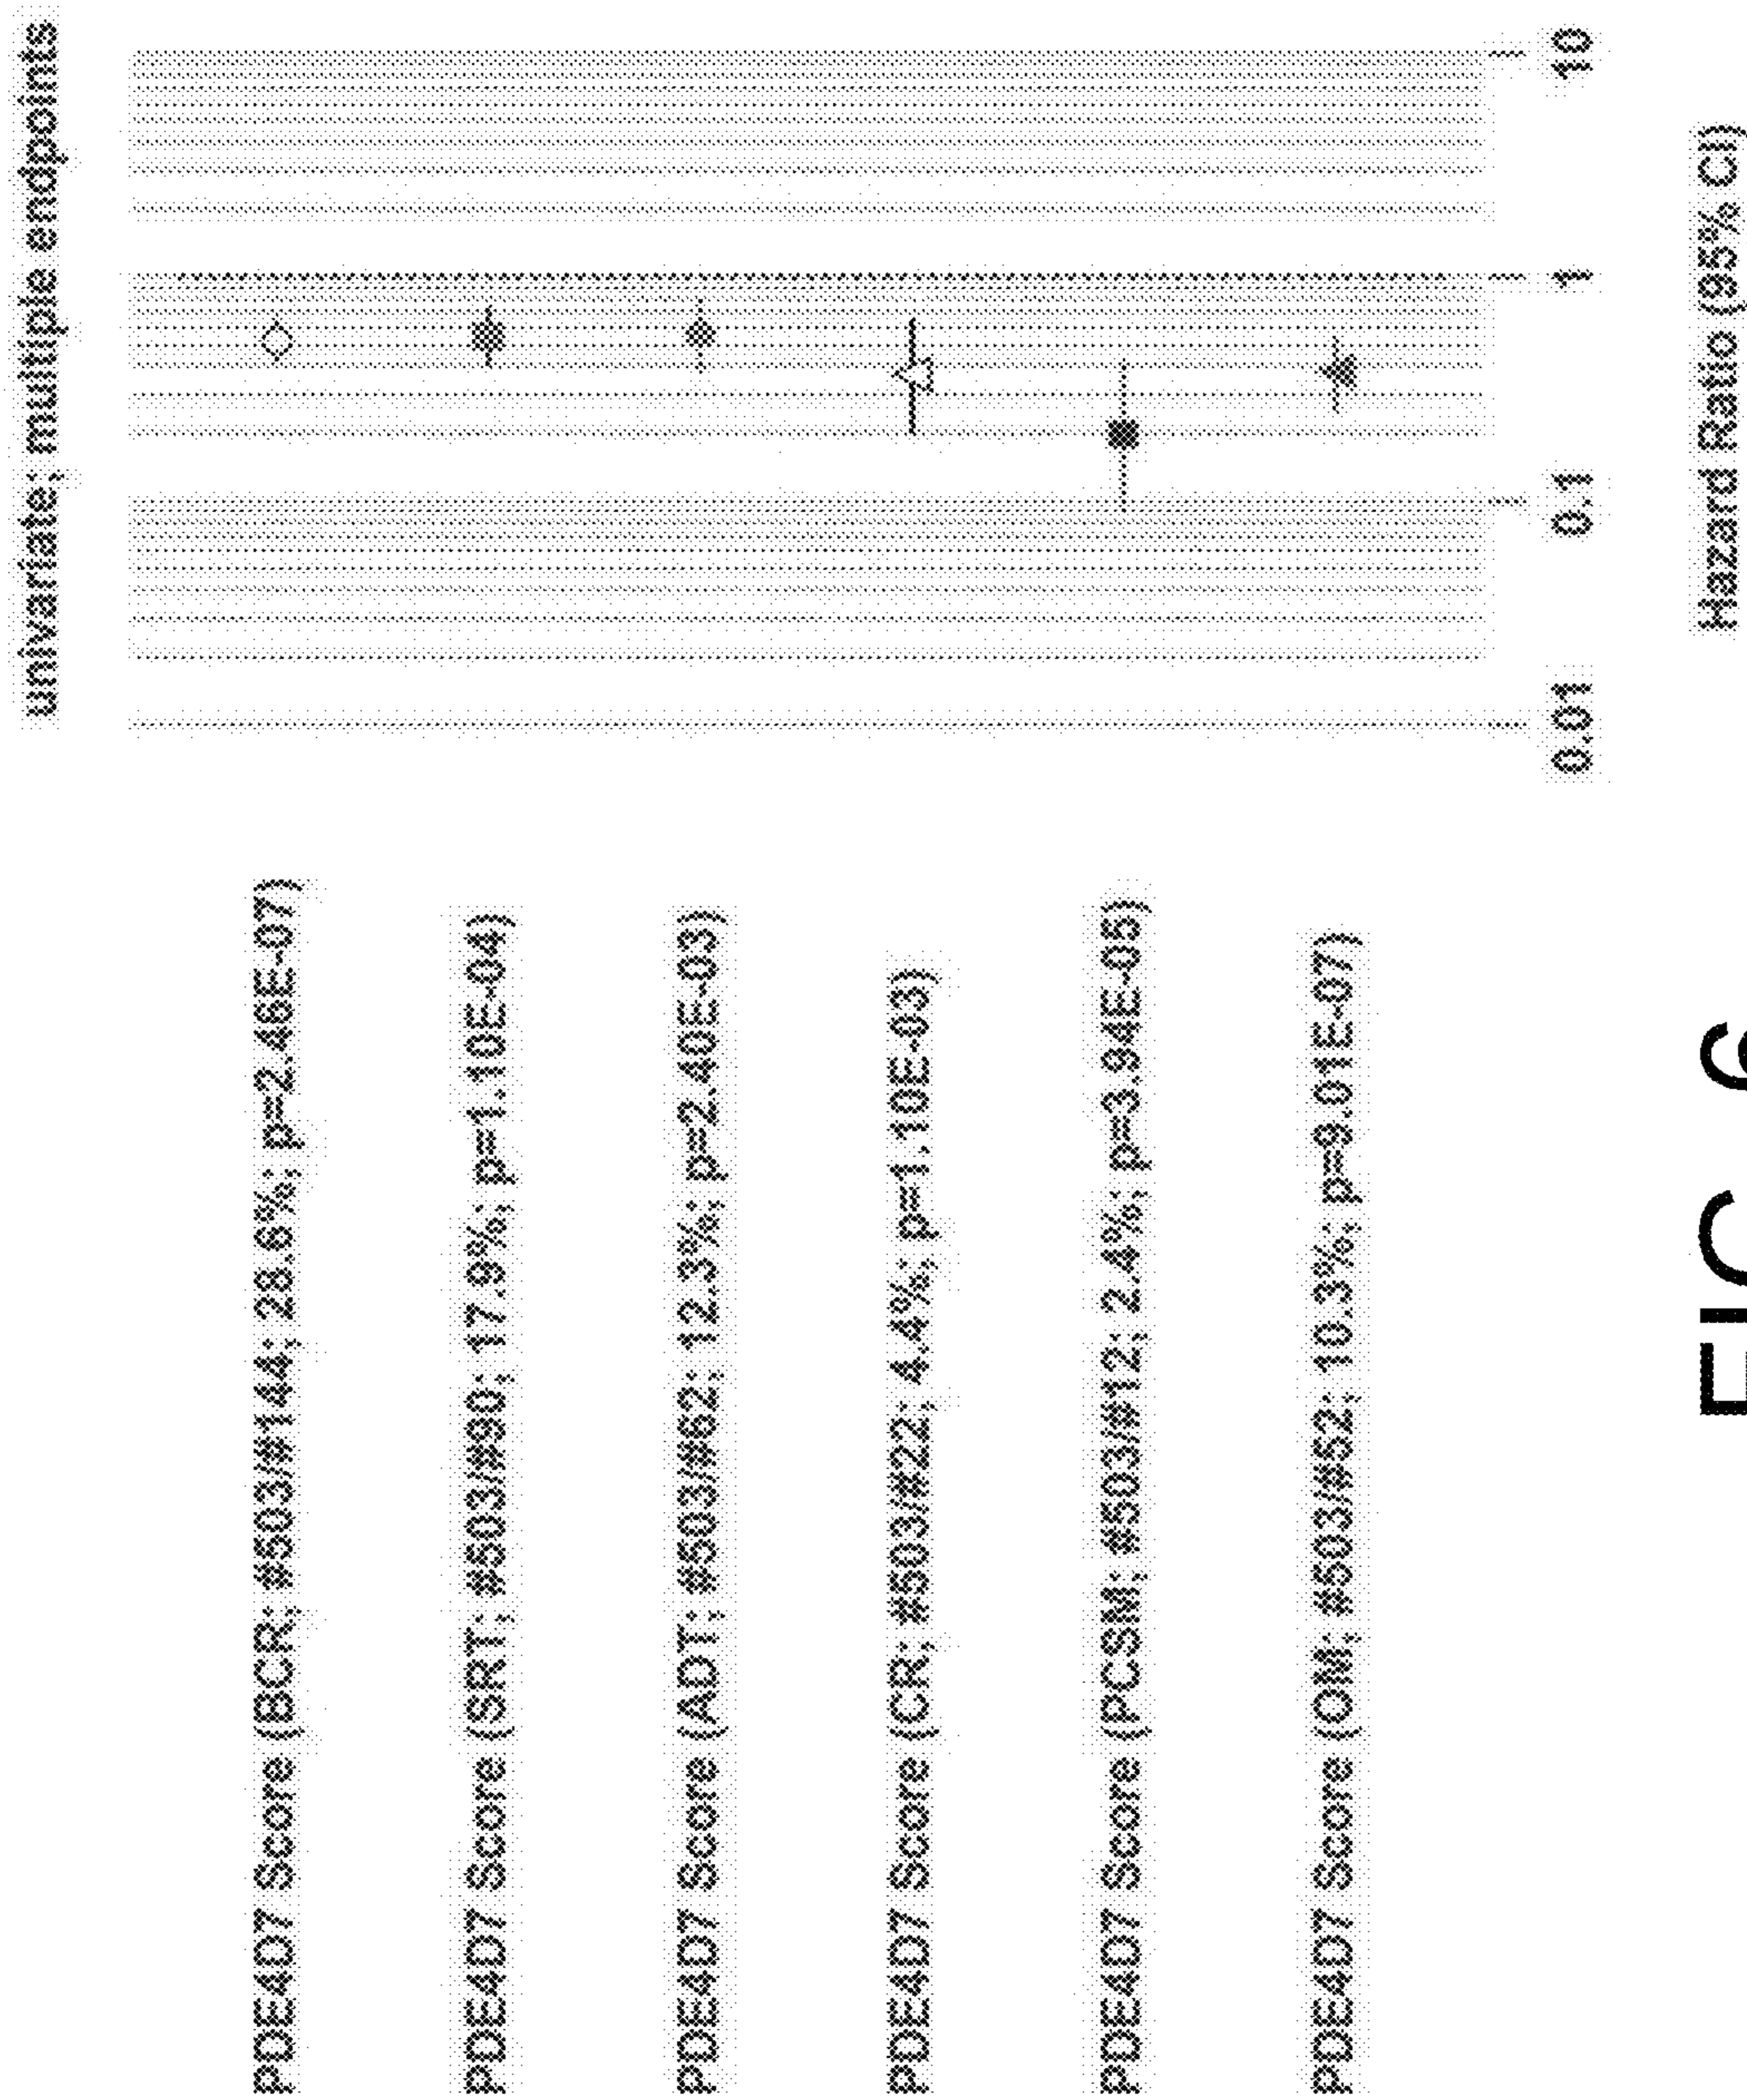 univariate; multiple endpoints
PDE4D7 Score (BCR; #503/#144; 28.6%; p=2.46E-07)
PDE4D7 Score (SRT; #503/#90; 17.9%; p=1.10E-04)
PDE4D7 Score (ADT; #503/#62; 12.3%; p=2.40E-03)
PDE4D7 Score (CR; #503/#22; 4.4%; p=1.10E-03)
PDE4D7 Score (PCSM; #503/#12; 2.4%; p=3.94E-05)
PDE4D7 Score (OM; #503/#52; 10.3%; p=9.01E-07)
0.01 0.1 1 10
Hazard Ratio (95% CI)
FIG. 6